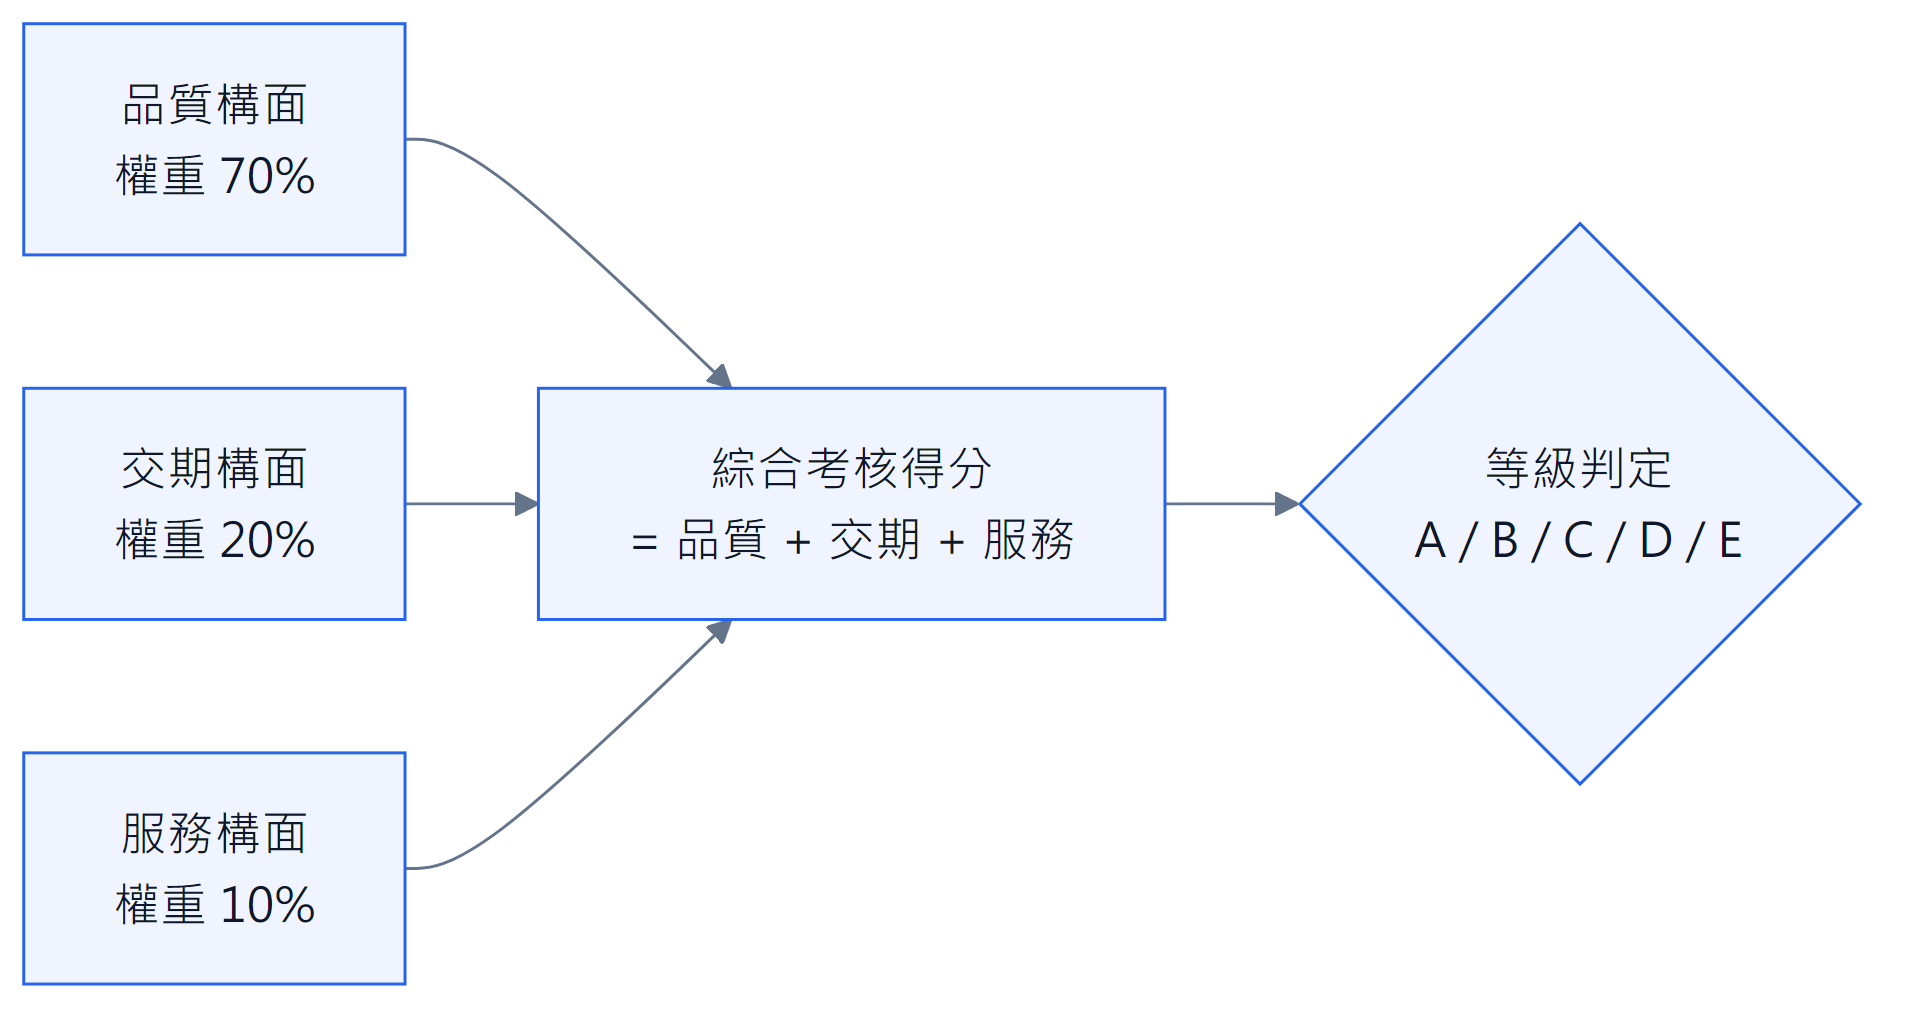 品質構面
權重 70%
交期構面
權重 20%
服務構面
權重 10%
綜合考核得分
= 品質 + 交期 + 服務
等級判定
A / B / C / D / E